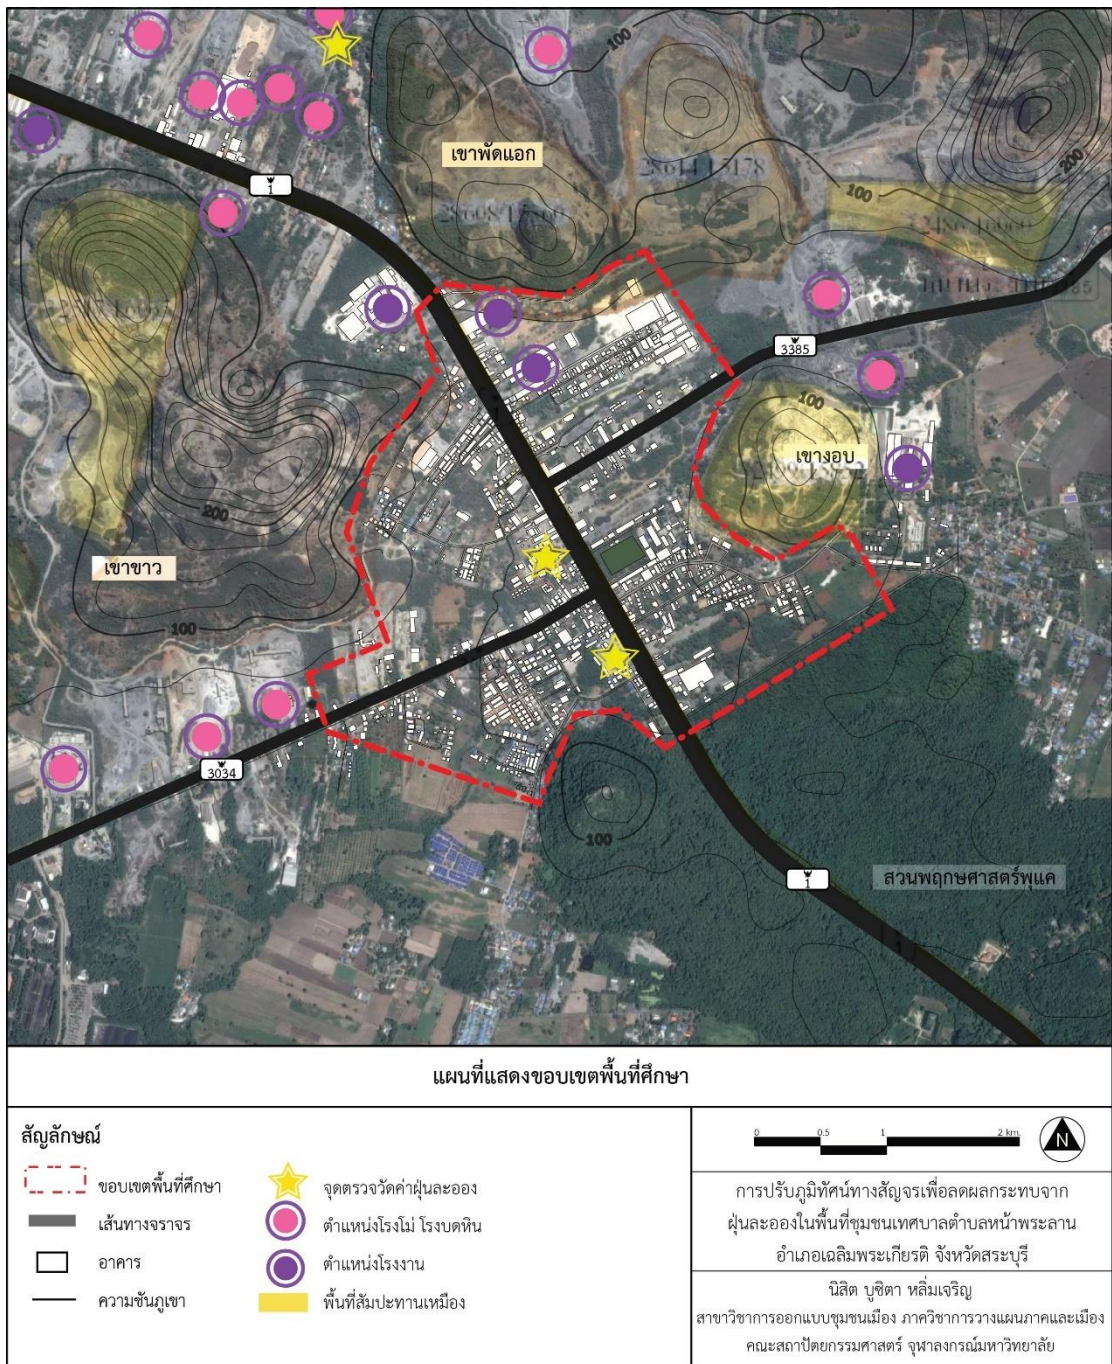 100
เขาพัดแอก
28614/15178
200
1
100
3385
100
เขางอบ
200
เขาขาว
100
3034
100
สวนพฤกษศาสตร์พุแค
1
1
แผนที่แสดงขอบเขตพื้นที่ศึกษา
สัญลักษณ์
ขอบเขตพื้นที่ศึกษา
เส้นทางจราจร
อาคาร
ความชันภูเขา
จุดตรวจวัดค่าฝุ่นละออง
ตำแหน่งโรงโม่ โรงบดหิน
ตำแหน่งโรงงาน
พื้นที่สัมปะทานเหมือง
0 0.5 1 2 km.
N
การปรับภูมิทัศน์ทางสัญจรเพื่อลดผลกระทบจาก
ฝุ่นละอองในพื้นที่ชุมชนเทศบาลตำบลหน้าพระลาน
อำเภอเฉลิมพระเกียรติ จังหวัดสระบุรี
นิสิต บูชิตา หลิ่มเจริญ
สาขาวิชาการออกแบบชุมชนเมือง ภาควิชาการวางแผนภาคและเมือง
คณะสถาปัตยกรรมศาสตร์ จุฬาลงกรณ์มหาวิทยาลัย